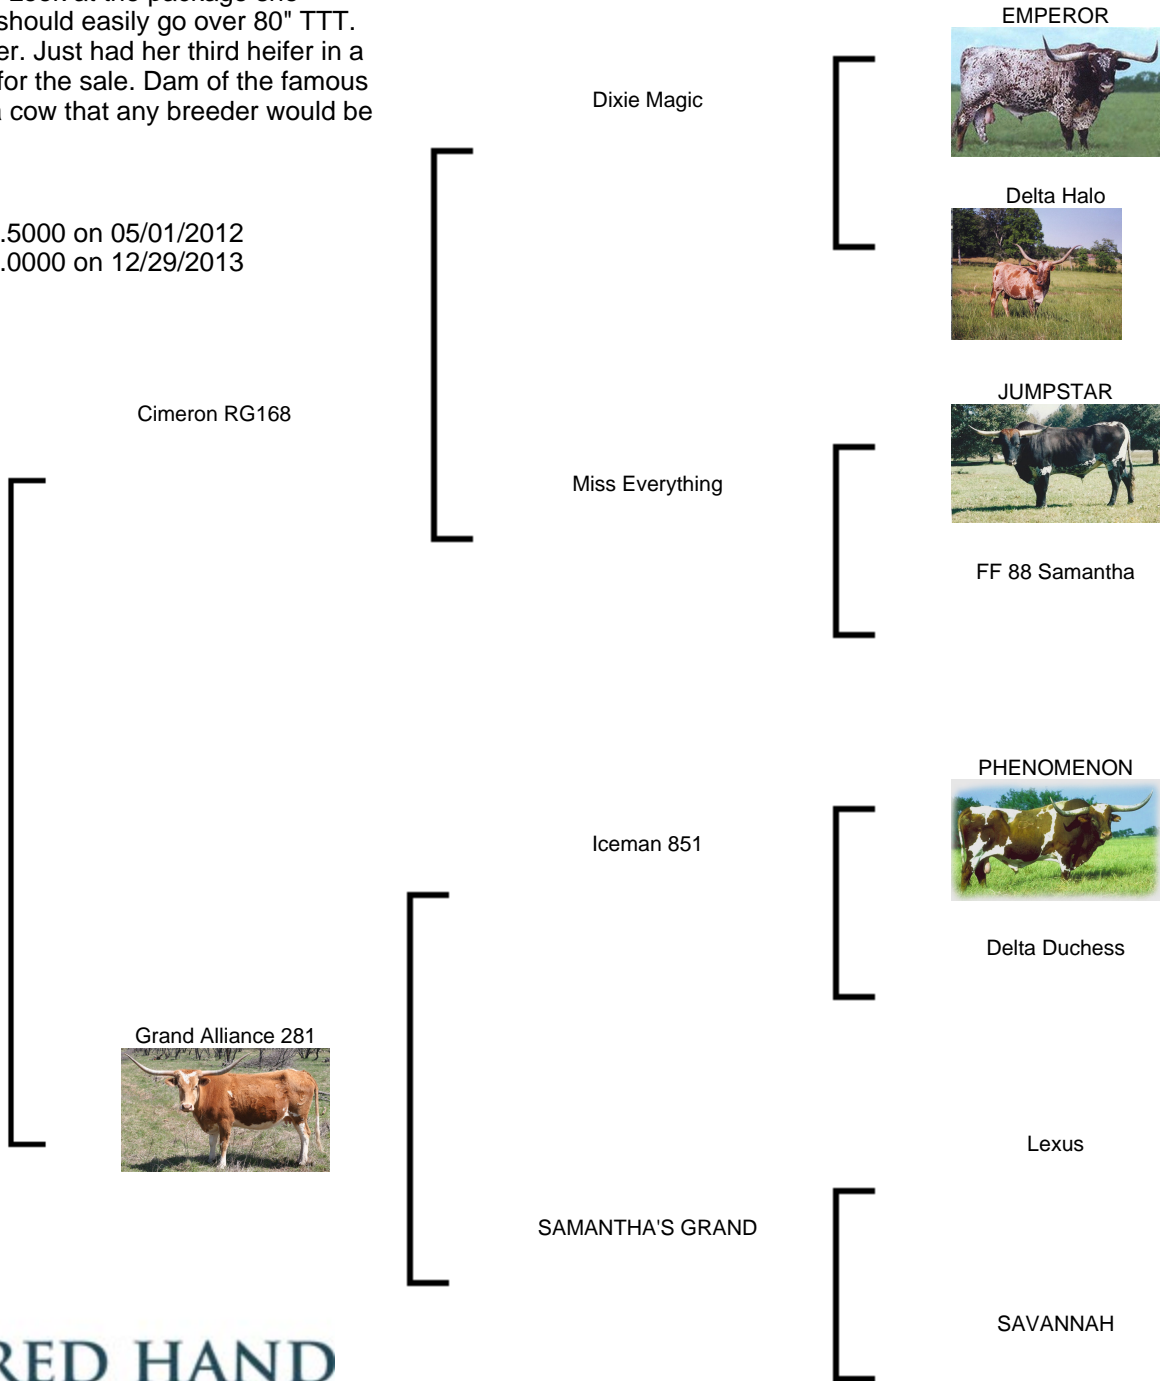 should easily go over 80" TTT.
er. Just had her third heifer in a
for the sale. Dam of the famous
a cow that any breeder would be
.5000 on 05/01/2012
.0000 on 12/29/2013
Cimeron RG168
Grand Alliance 281
Dixie Magic
Miss Everything
Iceman 851
SAMANTHA'S GRAND
EMPEROR
Delta Halo
JUMPSTAR
FF 88 Samantha
PHENOMENON
Delta Duchess
Lexus
SAVANNAH
RED HAND